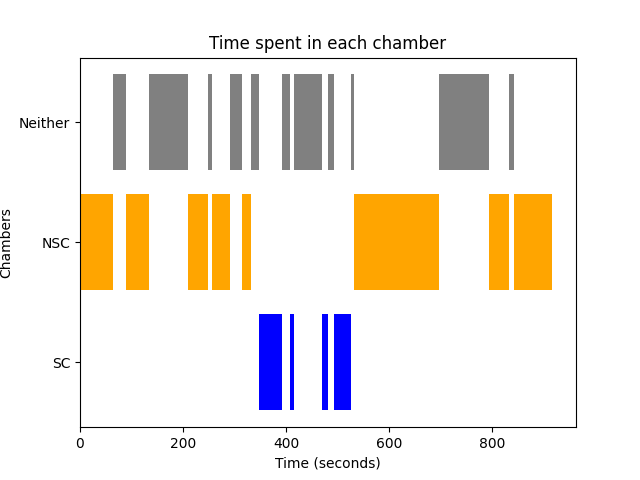 Time spent in each chamber
Neither
NSC
SC
Chambers
0 200 400 600 800
Time (seconds)